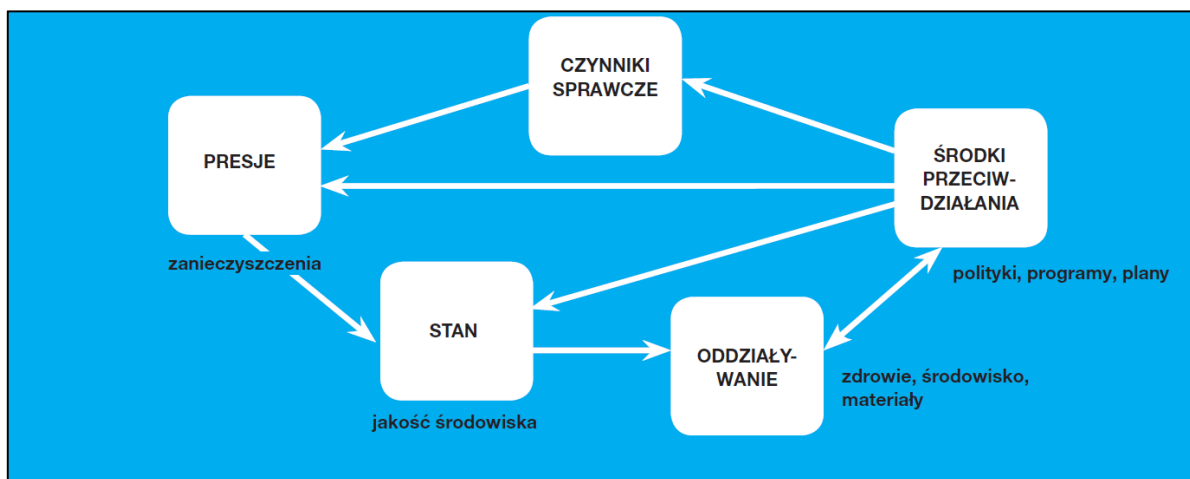 CZYNNIKI
SPRAWCZE
PRESJE
ŚRODKI
PRZECIW-
DZIAŁANIA
zanieczyszczenia
polityki, programy, plany
STAN
ODDZIAŁY-
WANIE
zdrowie, środowisko,
materiały
jakość środowiska